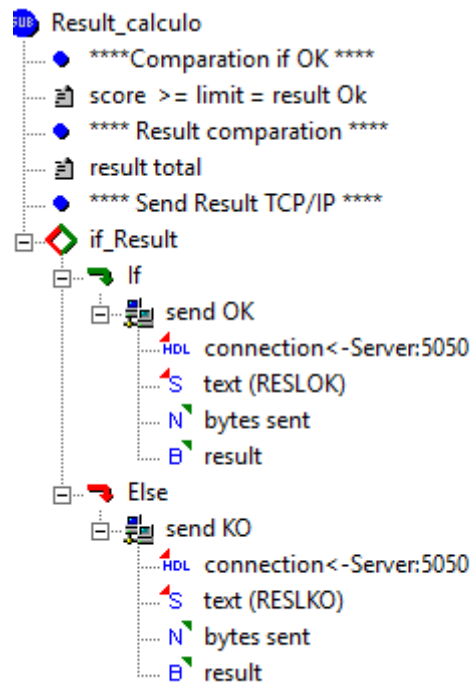 SUB Result_calculo
****Comparation if OK ****
score >= limit = result Ok
**** Result comparation ****
result total
**** Send Result TCP/IP ****
if_Result
If
send OK
HDL connection<-Server:5050
S text (RESLOK)
N bytes sent
B result
Else
send KO
HDL connection<-Server:5050
S text (RESLKO)
N bytes sent
B result